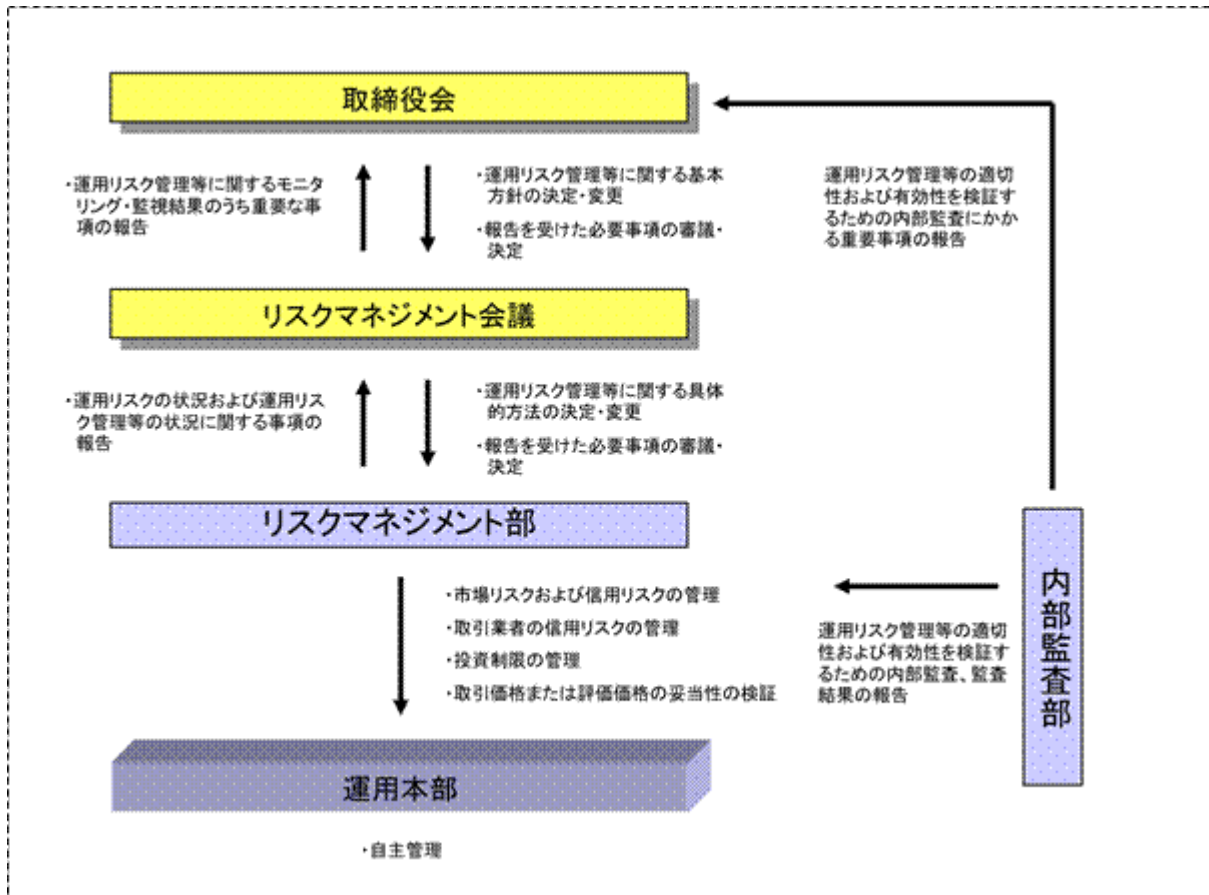 取締役会
・運用リスク管理等に関するモニタ
リング・監視結果のうち重要な事
項の報告
・運用リスク管理等に関する基本
方針の決定・変更
・報告を受けた必要事項の審議・
決定
運用リスク管理等の適切
性および有効性を検証す
るための内部監査にかか
る重要事項の報告
リスクマネジメント会議
・運用リスクの状況および運用リス
ク管理等の状況に関する事項の
報告
・運用リスク管理等に関する具体
的方法の決定・変更
・報告を受けた必要事項の審議・
決定
リスクマネジメント部
・市場リスクおよび信用リスクの管理
・取引業者の信用リスクの管理
・投資制限の管理
・取引価格または評価価格の妥当性の検証
運用リスク管理等の適切
性および有効性を検証す
るための内部監査、監査
結果の報告
内部監査部
運用本部
・自主管理